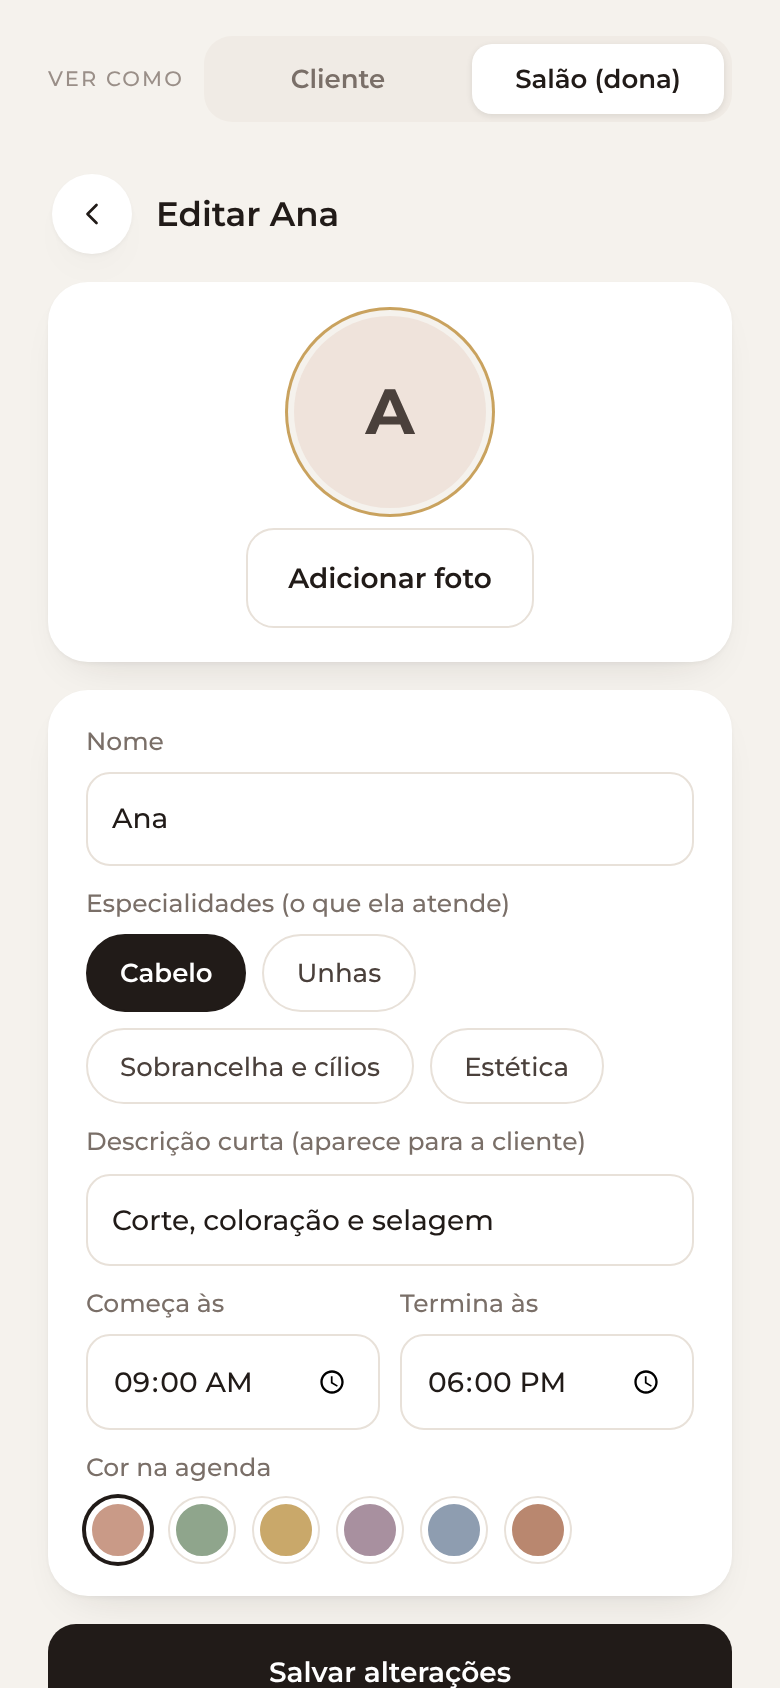 VER COMO
Cliente
Salão (dona)
Editar Ana
A
Adicionar foto
Nome
Ana
Especialidades (o que ela atende)
Cabelo
Unhas
Sobrancelha e cílios
Estética
Descrição curta (aparece para a cliente)
Corte, coloração e selagem
Começa às
Termina às
09:00 AM
06:00 PM
Cor na agenda
Salvar alterações